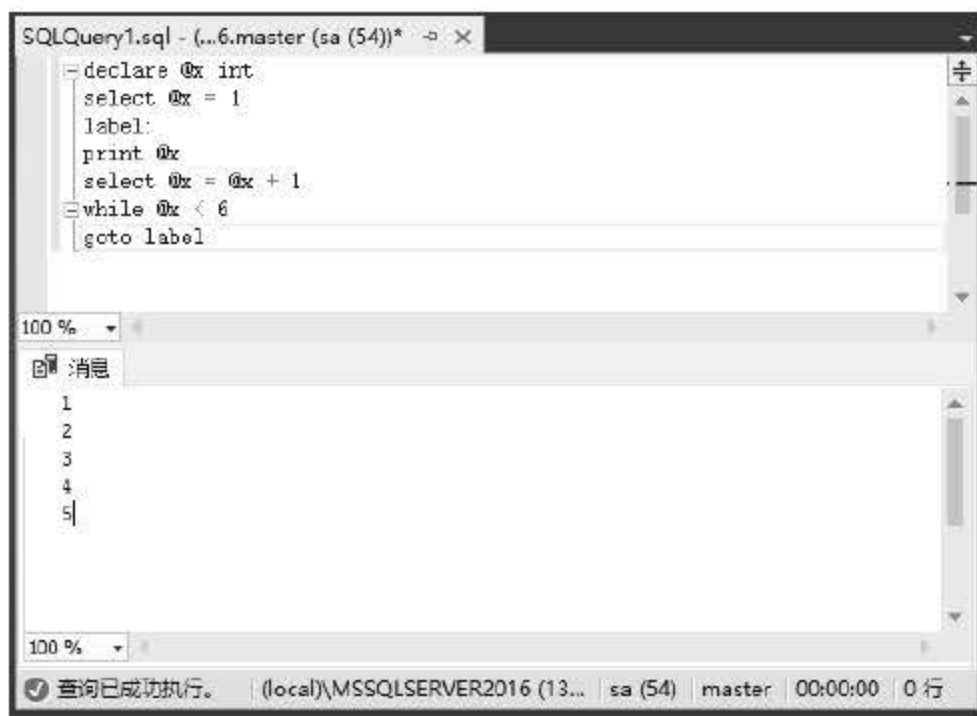 SQLQuery1.sql - (...6.master (sa (54))*
declare @x int
select @x = 1
label:
print @x
select @x = @x + 1
while @x < 6
goto label
100 %
消息
1
2
3
4
5
100 %
查询已成功执行。 (local)\MSSQLSERVER2016 (13... sa (54) master 00:00:00 0 行